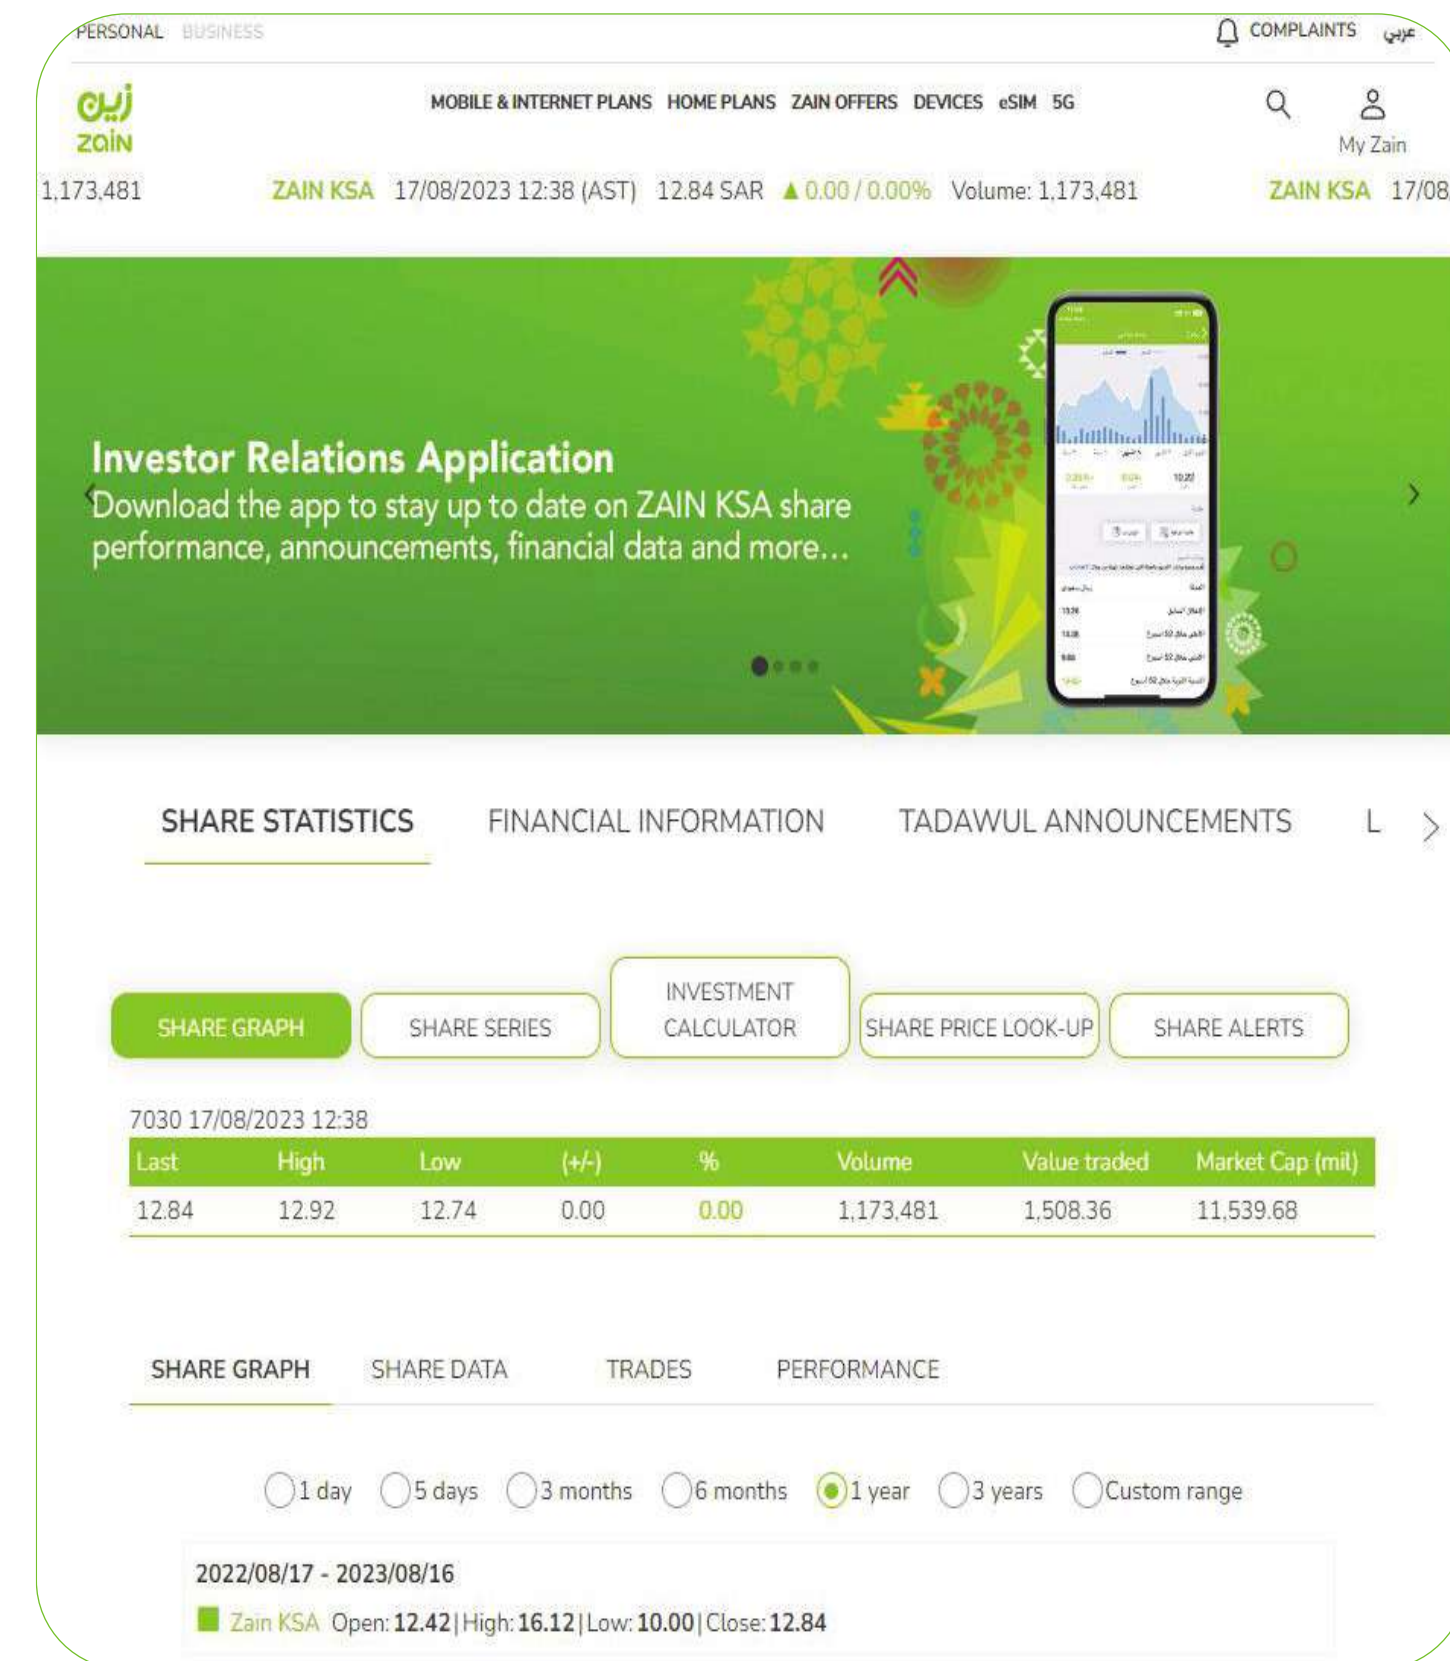 PERSONAL BUSINESS
COMPLAINTS عربي
زين
zain
MOBILE & INTERNET PLANS HOME PLANS ZAIN OFFERS DEVICES eSIM 5G
My Zain
1,173,481 ZAIN KSA 17/08/2023 12:38 (AST) 12.84 SAR ▲ 0.00 / 0.00% Volume: 1,173,481 ZAIN KSA 17/08
Investor Relations Application
Download the app to stay up to date on ZAIN KSA share
performance, announcements, financial data and more...
SHARE STATISTICS FINANCIAL INFORMATION TADAWUL ANNOUNCEMENTS L
SHARE GRAPH SHARE SERIES INVESTMENT CALCULATOR SHARE PRICE LOOK-UP SHARE ALERTS
7030 17/08/2023 12:38
Last High Low (+/-) % Volume Value traded Market Cap (mil)
12.84 12.92 12.74 0.00 0.00 1,173,481 1,508.36 11,539.68
SHARE GRAPH SHARE DATA TRADES PERFORMANCE
1 day 5 days 3 months 6 months 1 year 3 years Custom range
2022/08/17 - 2023/08/16
Zain KSA Open: 12.42 | High: 16.12 | Low: 10.00 | Close: 12.84